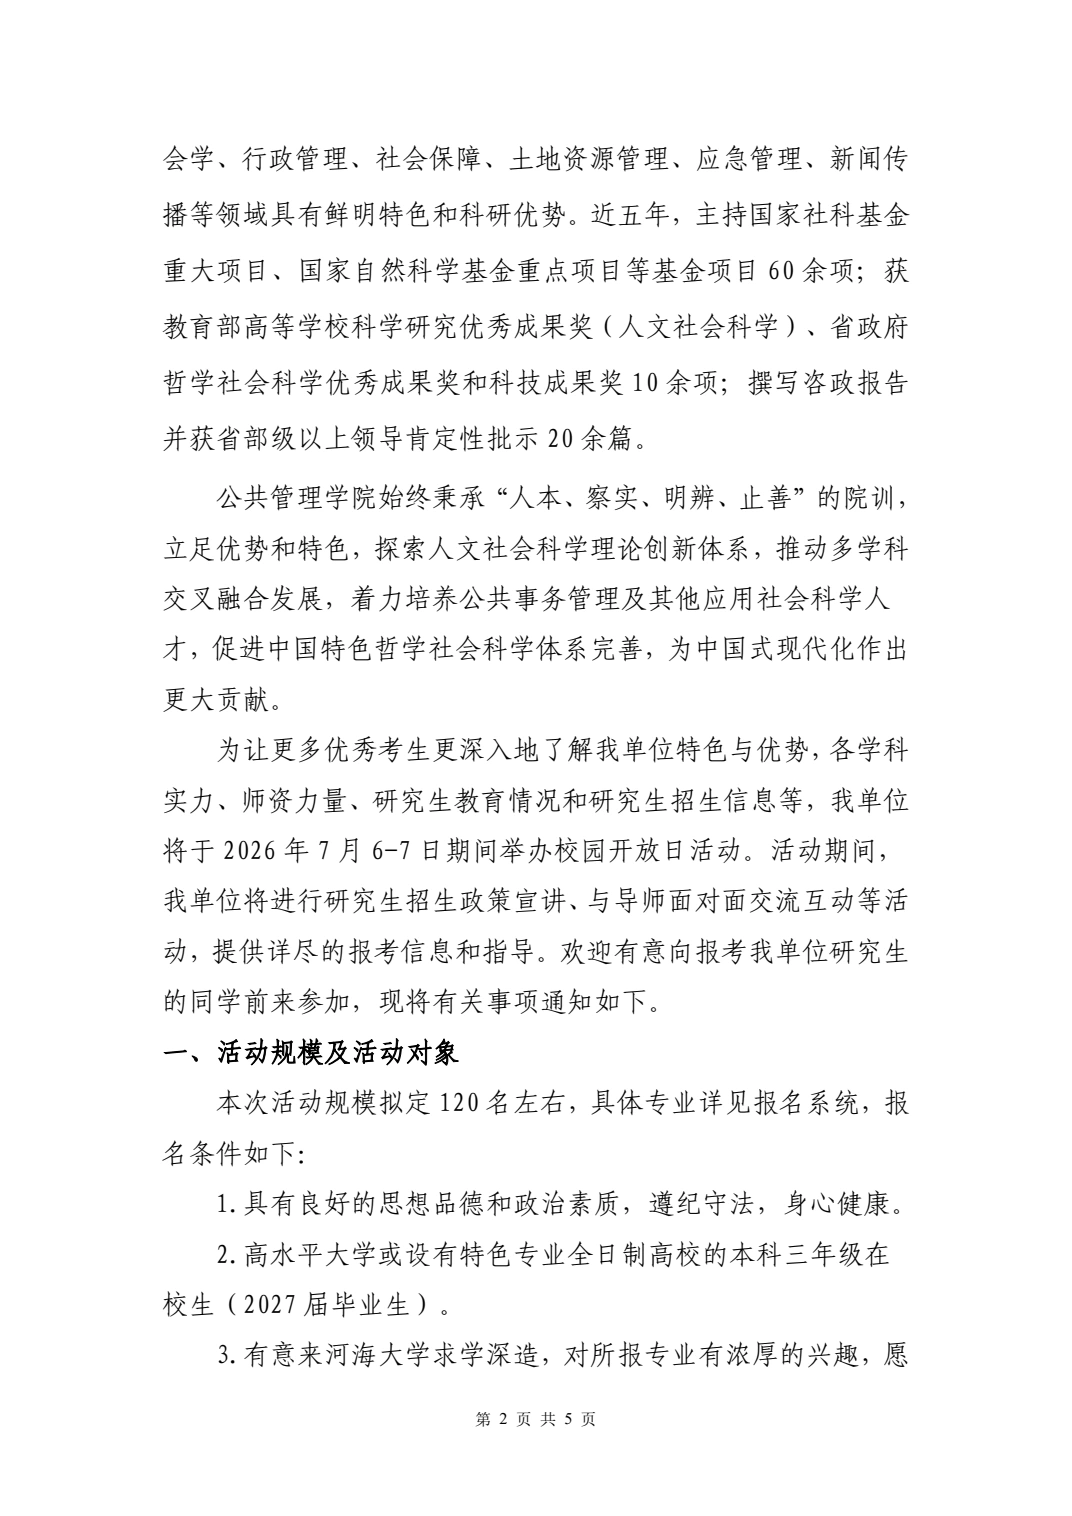 会学、行政管理、社会保障、土地资源管理、应急管理、新闻传
播等领域具有鲜明特色和科研优势。近五年，主持国家社科基金
重大项目、国家自然科学基金重点项目等基金项目 60 余项；获
教育部高等学校科学研究优秀成果奖（人文社会科学）、省政府
哲学社会科学优秀成果奖和科技成果奖 10 余项；撰写咨政报告
并获省部级以上领导肯定性批示 20 余篇。
公共管理学院始终秉承“人本、察实、明辨、止善”的院训，
立足优势和特色，探索人文社会科学理论创新体系，推动多学科
交叉融合发展，着力培养公共事务管理及其他应用社会科学人
才，促进中国特色哲学社会科学体系完善，为中国式现代化作出
更大贡献。
为让更多优秀考生更深入地了解我单位特色与优势，各学科
实力、师资力量、研究生教育情况和研究生招生信息等，我单位
将于 2026 年 7 月 6-7 日期间举办校园开放日活动。活动期间，
我单位将进行研究生招生政策宣讲、与导师面对面交流互动等活
动，提供详尽的报考信息和指导。欢迎有意向报考我单位研究生
的同学前来参加，现将有关事项通知如下。
一、活动规模及活动对象
本次活动规模拟定 120 名左右，具体专业详见报名系统，报
名条件如下：
1.具有良好的思想品德和政治素质，遵纪守法，身心健康。
2.高水平大学或设有特色专业全日制高校的本科三年级在
校生（2027 届毕业生）。
3.有意来河海大学求学深造，对所报专业有浓厚的兴趣，愿
第 2 页 共 5 页